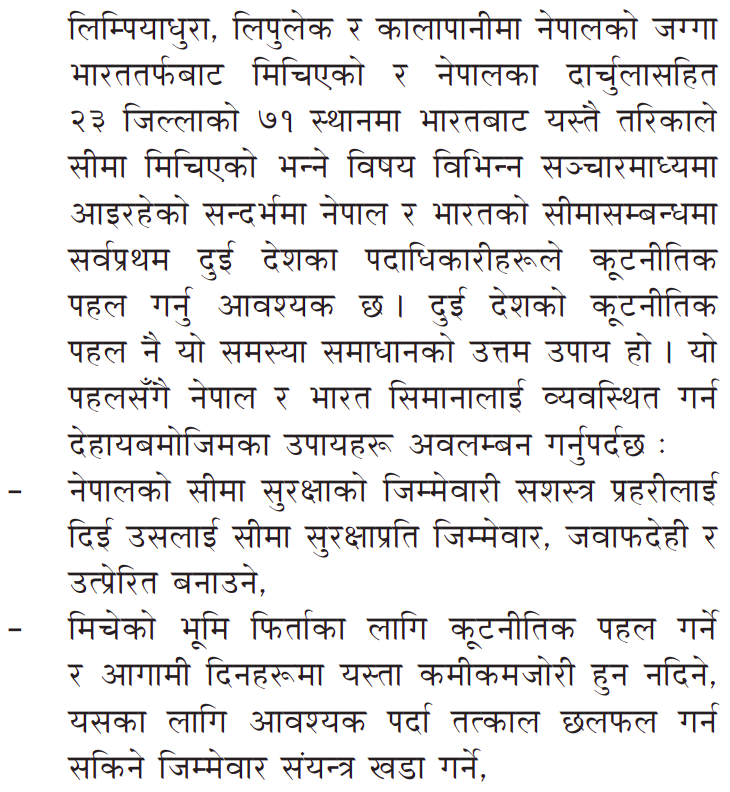 लिम्पियाधुरा, लिपुलेक र कालापानीमा नेपालको जग्गा
भारततर्फबाट मिचिएको र नेपालका दार्चुलासहित
२३ जिल्लाको ७१ स्थानमा भारतबाट यस्तै तरिकाले
सीमा मिचिएको भन्ने विषय विभिन्न सञ्चारमाध्यमा
आइरहेको सन्दर्भमा नेपाल र भारतको सीमासम्बन्धमा
सर्वप्रथम दुई देशका पदाधिकारीहरूले कूटनीतिक
पहल गर्नु आवश्यक छ । दुई देशको कूटनीतिक
पहल नै यो समस्या समाधानको उत्तम उपाय हो । यो
पहलसँगै नेपाल र भारत सिमानालाई व्यवस्थित गर्न
देहायबमोजिमका उपायहरू अवलम्बन गर्नुपर्दछ :
– नेपालको सीमा सुरक्षाको जिम्मेवारी सशस्त्र प्रहरीलाई
दिई उसलाई सीमा सुरक्षाप्रति जिम्मेवार, जवाफदेही र
उत्प्रेरित बनाउने,
– मिचेको भूमि फिर्ताका लागि कूटनीतिक पहल गर्ने
र आगामी दिनहरूमा यस्ता कमीकमजोरी हुन नदिने,
यसका लागि आवश्यक पर्दा तत्काल छलफल गर्न
सकिने जिम्मेवार संयन्त्र खडा गर्ने,